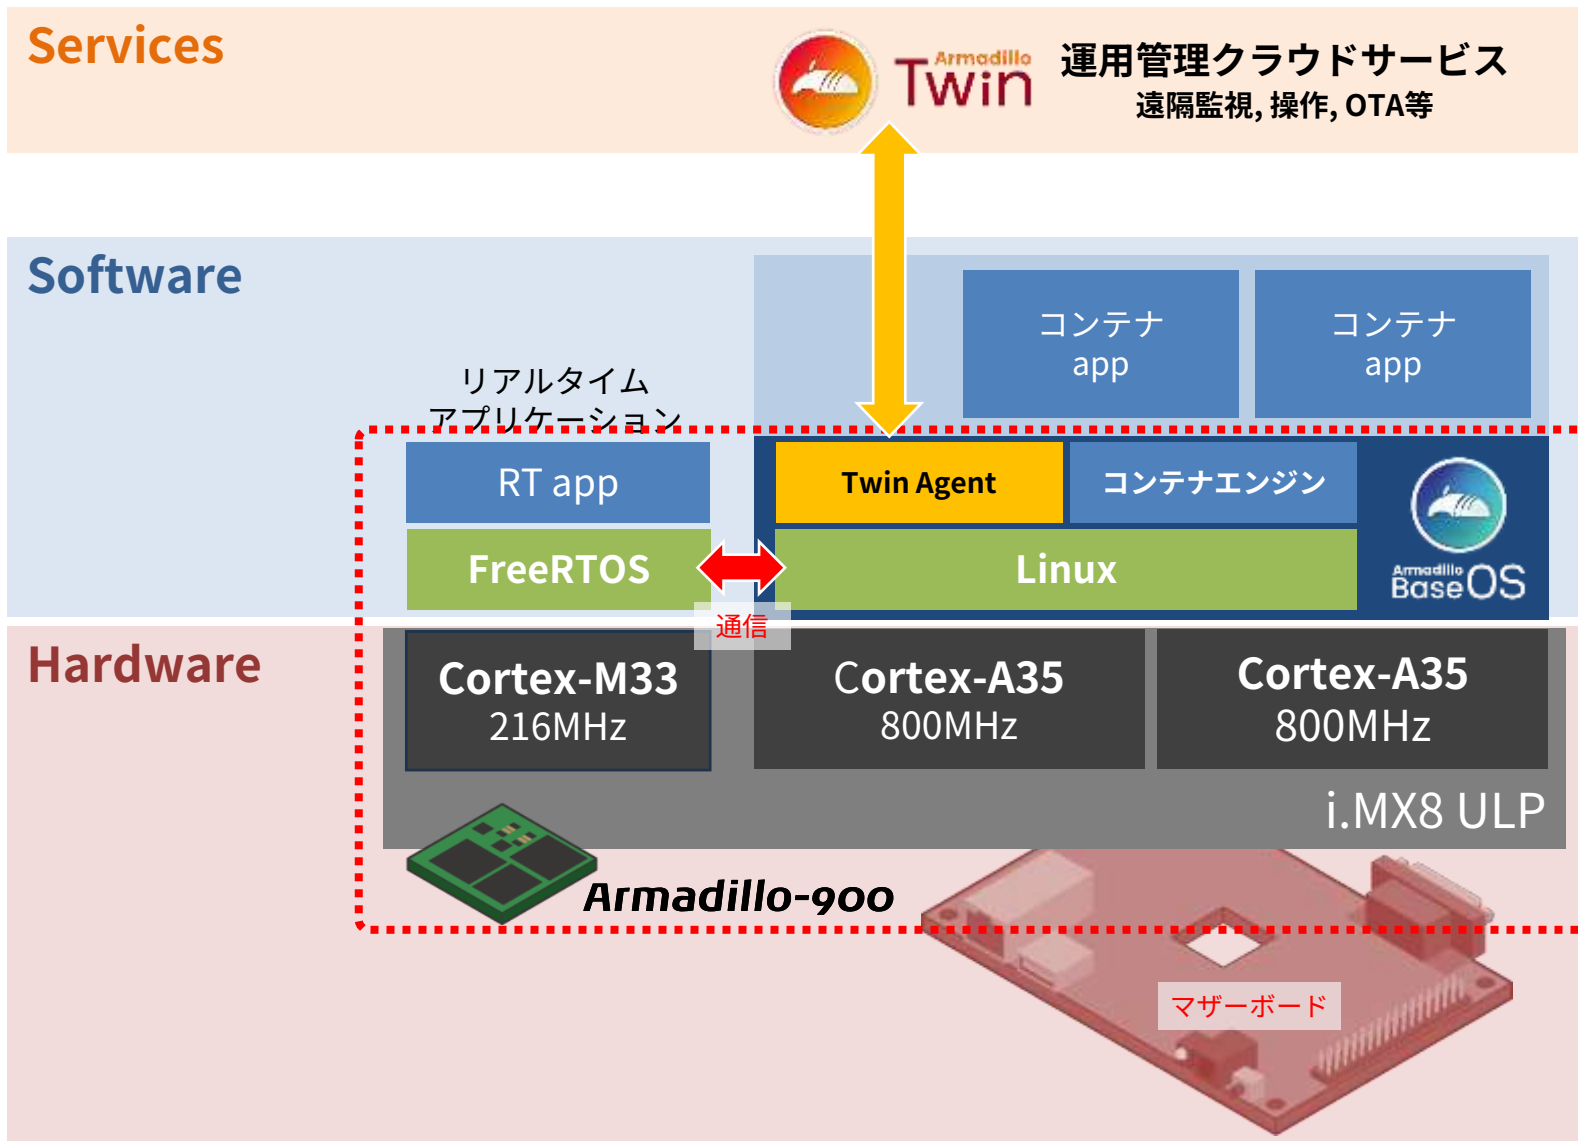 Services
Armadillo
Twin
運用管理クラウドサービス
遠隔監視, 操作, OTA等
Software
コンテナ
app
コンテナ
app
リアルタイム
アプリケーション
RT app
Twin Agent
コンテナエンジン
FreeRTOS
Linux
Armadillo
Base OS
通信
Hardware
Cortex-M33
216MHz
Cortex-A35
800MHz
Cortex-A35
800MHz
i.MX8 ULP
Armadillo-900
マザーボード